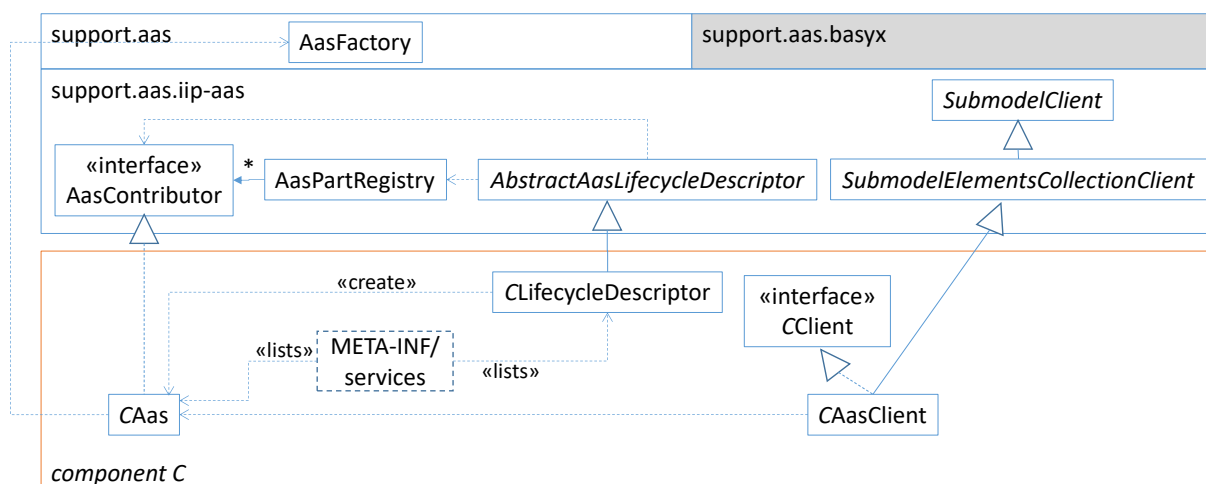 support.aas
AasFactory
support.aas.basyx
support.aas.iip-aas
SubmodelClient
«interface»
AasContributor
*
AasPartRegistry
AbstractAasLifecycleDescriptor
SubmodelElementsCollectionClient
«create»
CLifecycleDescriptor
«interface»
CClient
«lists»
META-INF/
services
«lists»
CAas
CAasClient
component C